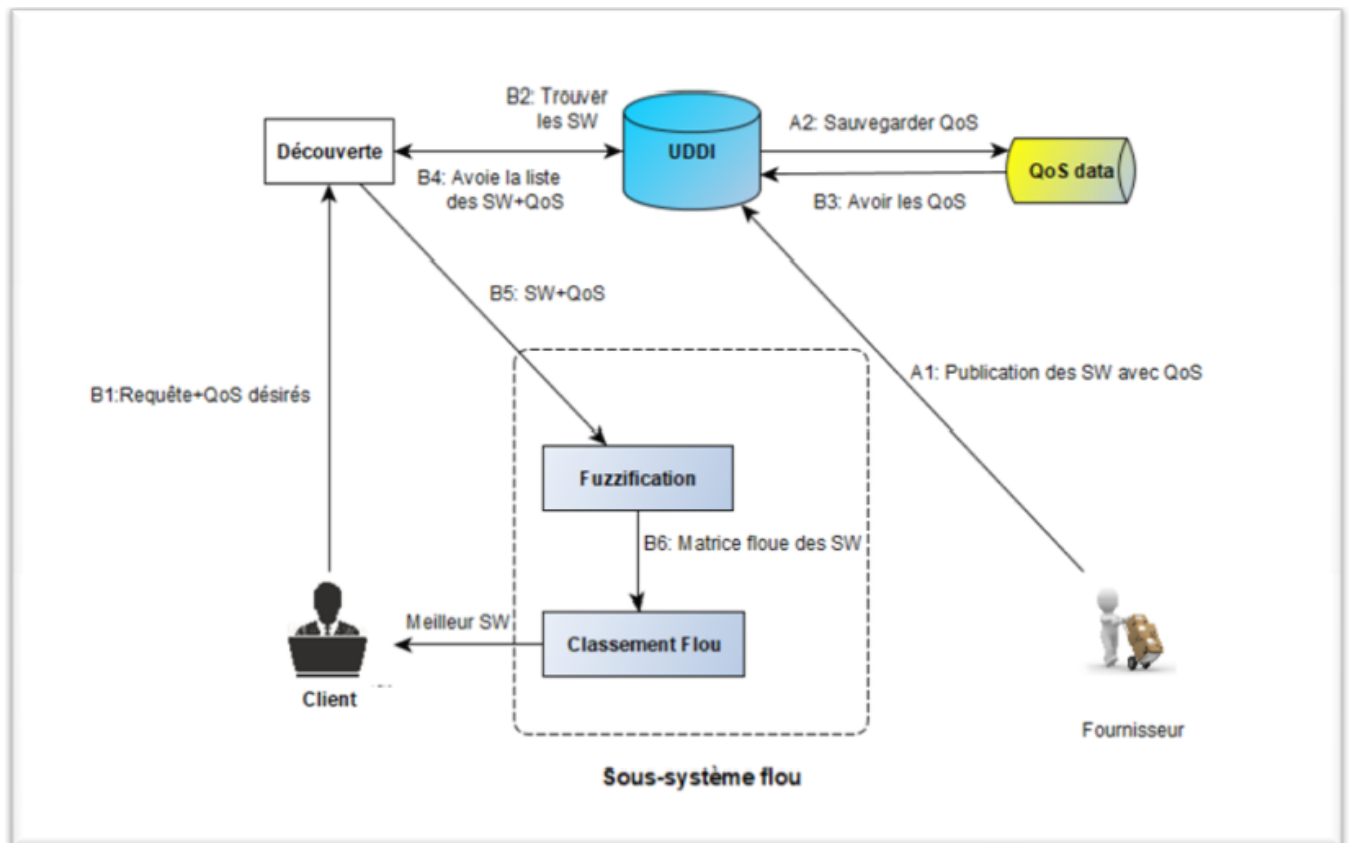 B2: Trouver
les SW
Découverte
UDDI
A2: Sauvegarder QoS
QoS data
B4: Avoie la liste
des SW+QoS
B3: Avoir les QoS
B5: SW+QoS
A1: Publication des SW avec QoS
B1:Requête+QoS désirés
Fuzzification
B6: Matrice floue des SW
Meilleur SW
Classement Flou
Client
Fournisseur
Sous-système flou